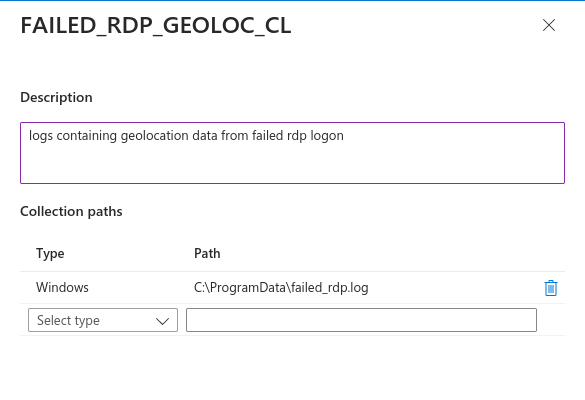 FAILED_RDP_GEOLOC_CL
Description
logs containing geolocation data from failed rdp logon
Collection paths
Type Path
Windows C:\ProgramData\failed_rdp.log
Select type